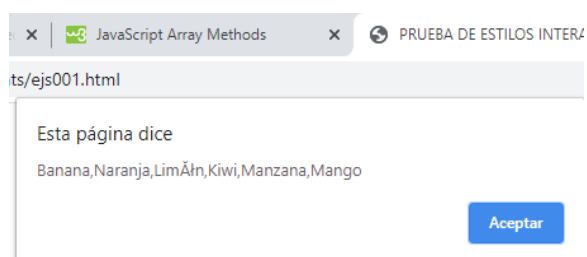 JavaScript Array Methods
PRUEBA DE ESTILOS INTERA
ts/ejs001.html
Esta página dice
Banana,Naranja,LimĂłn,Kiwi,Manzana,Mango
Aceptar